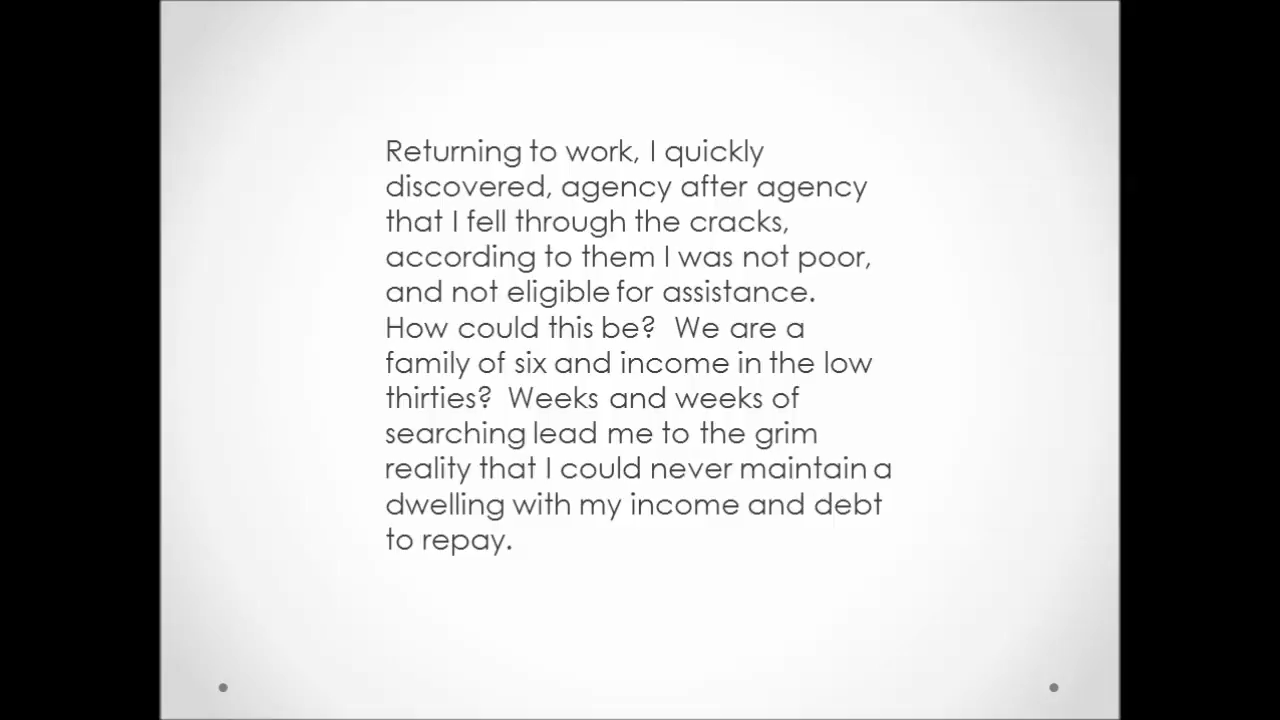 Returning to work, I quickly
discovered, agency after agency
that I fell through the cracks,
according to them I was not poor,
and not eligible for assistance.
How could this be?  We are a
family of six and income in the low
thirties?  Weeks and weeks of
searching lead me to the grim
reality that I could never maintain a
dwelling with my income and debt
to repay.